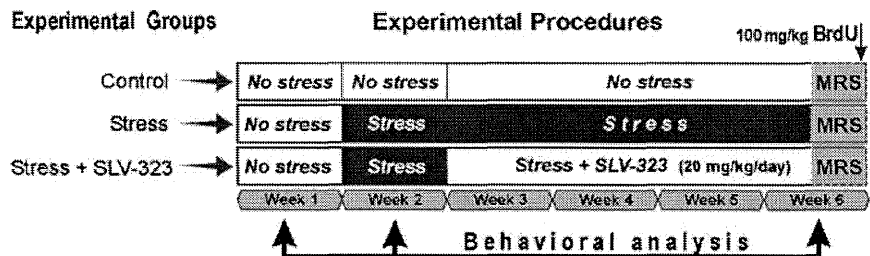 Experimental Groups Experimental Procedures
100 mg/kg BrdU
Control No stress No stress No stress MRS
Stress No stress Stress Stress MRS
Stress + SLV-323 No stress Stress Stress + SLV-323 (20 mg/kg/day) MRS
Week 1 Week 2 Week 3 Week 4 Week 5 Week 6
Behavioral analysis